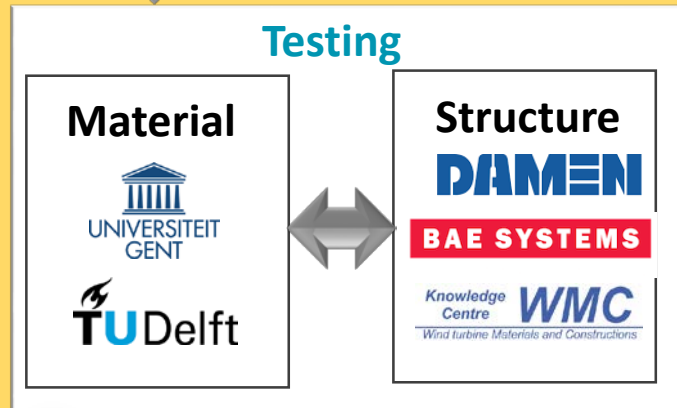 Testing
Material
UNIVERSITEIT
GENT
TUDelft
Structure
DAMEN
BAE SYSTEMS
Knowledge
Centre WMC
Wind turbine Materials and Constructions